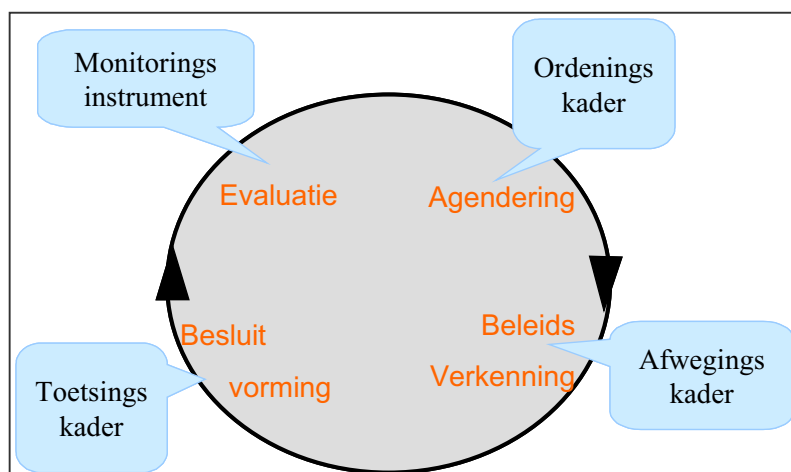 Monitorings
instrument
Ordenings
kader
Evaluatie
Agendering
Besluit
vorming
Beleids
Verkenning
Toetsings
kader
Afwegings
kader